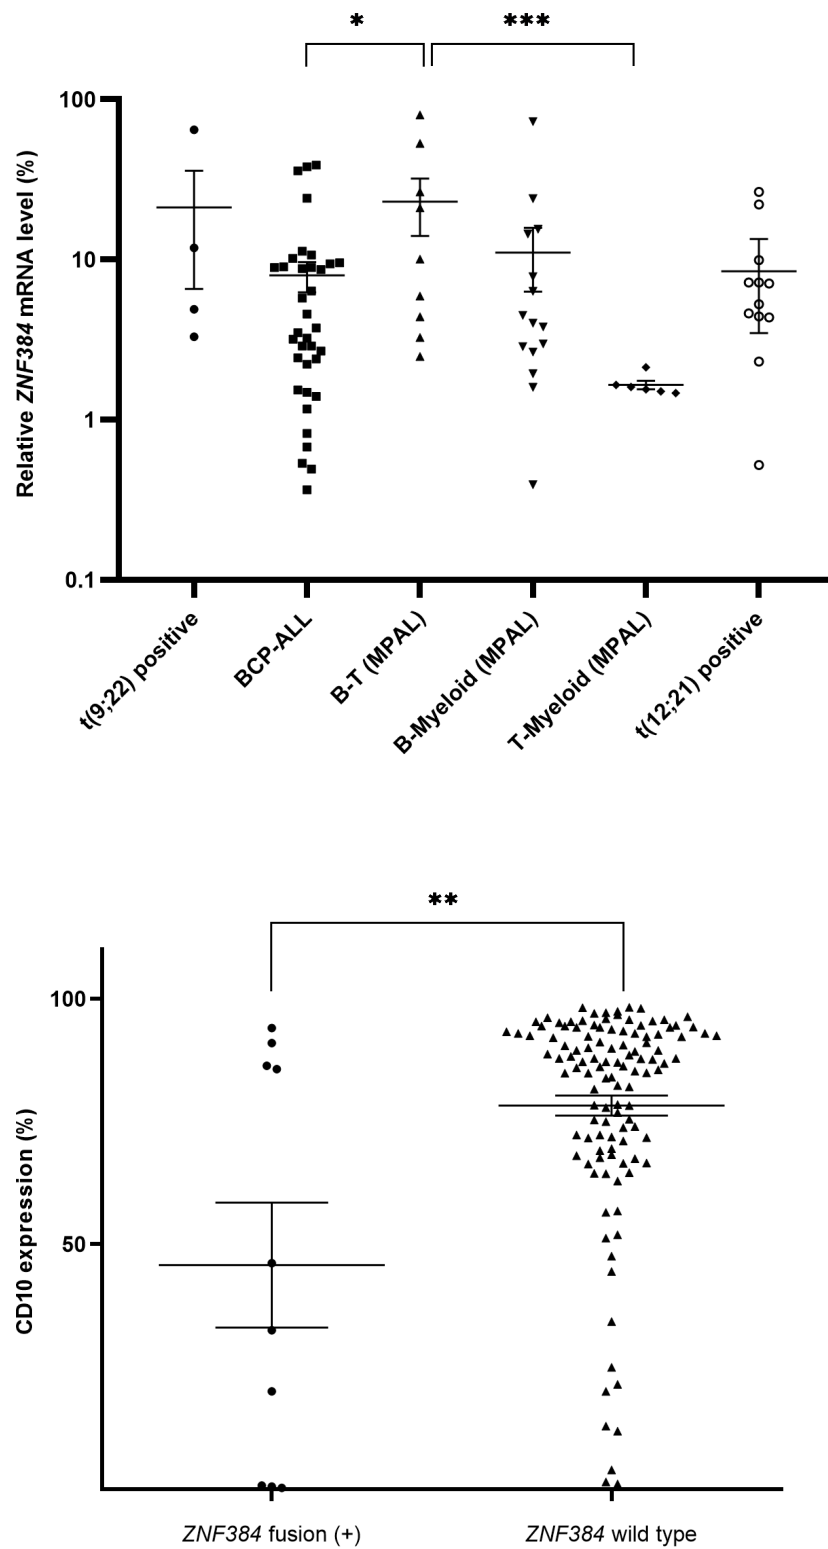 * ***
Relative ZNF384 mRNA level (%)
100
10
1
0.1
t(9;22) positive
BCP-ALL
B-T (MPAL)
B-Myeloid (MPAL)
T-Myeloid (MPAL)
t(12;21) positive
**
CD10 expression (%)
100
50
ZNF384 fusion (+) ZNF384 wild type